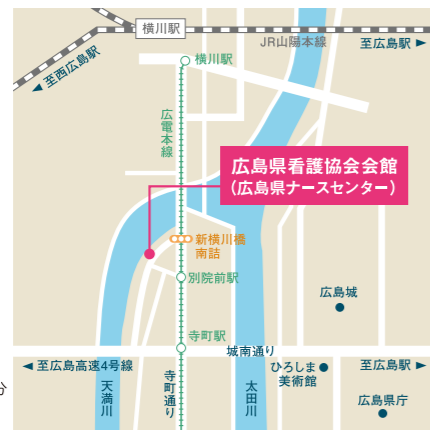 横川駅
JR山陽本線
至広島駅 ▶
◀ 至西広島駅
横川駅
広電本線
広島県看護協会会館
（広島県ナースセンター）
新横川橋
南詰
別院前駅
広島城
寺町駅
城南通り
◀ 至広島高速4号線
ひろしま
美術館
至広島駅 ▶
天満川
寺町通り
太田川
広島県庁
分